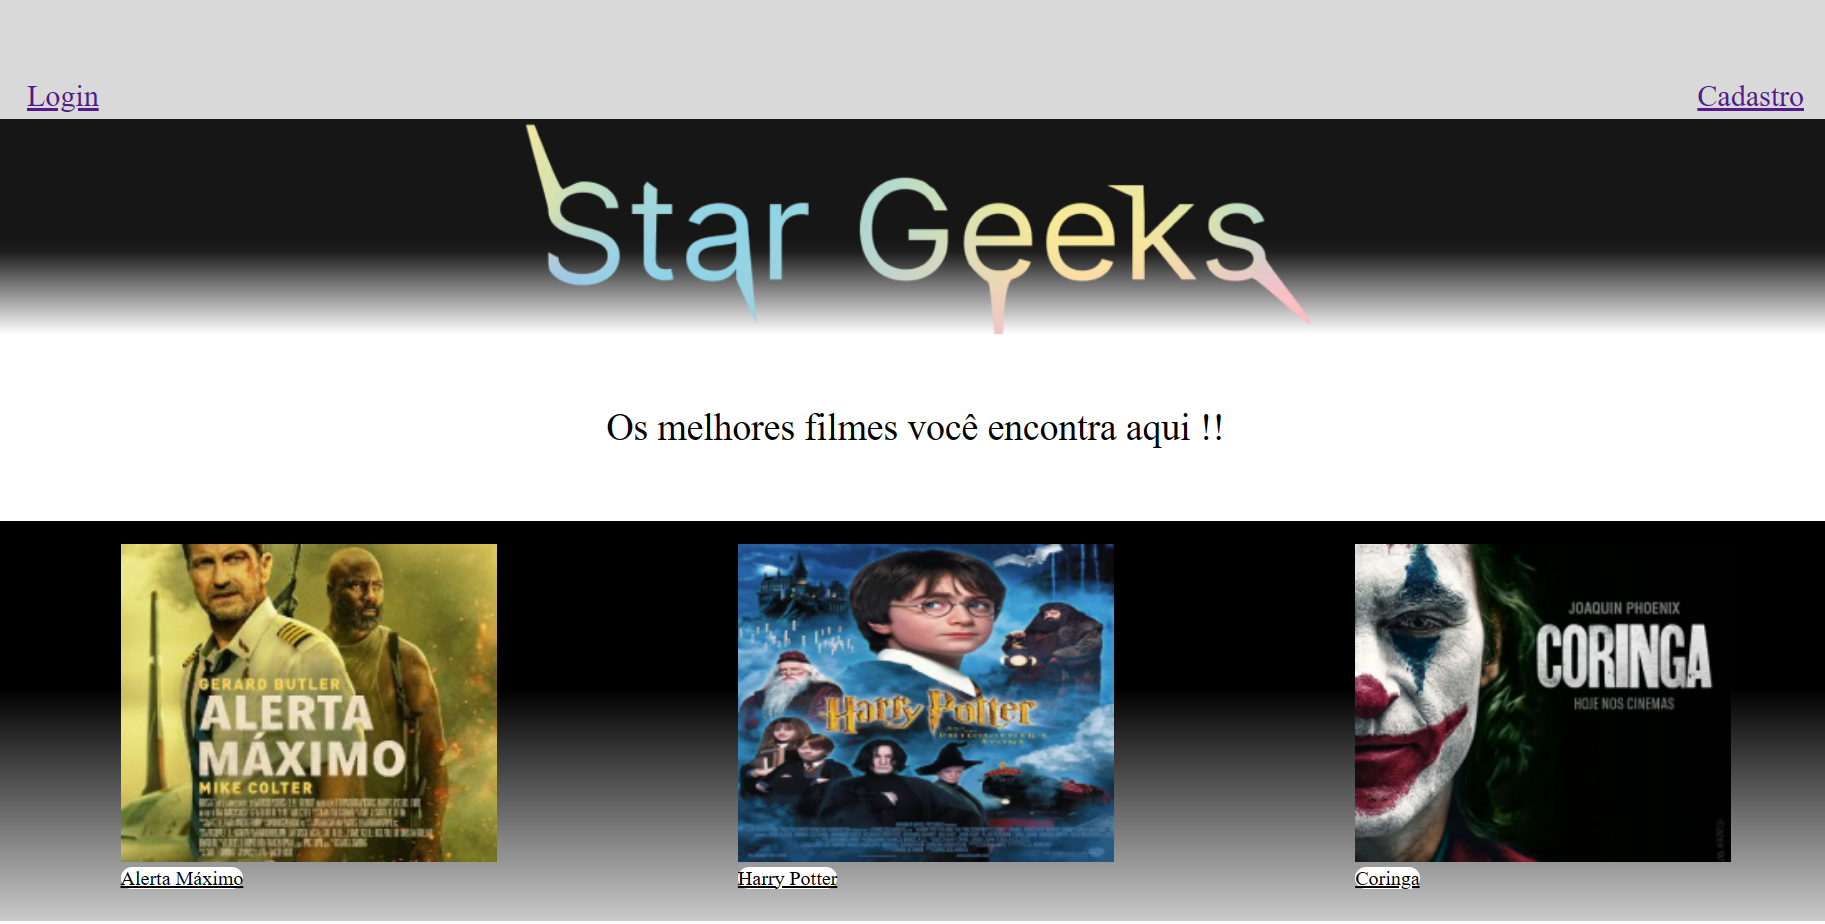 Login
Cadastro
Star Geeks
Os melhores filmes você encontra aqui !!
GERARD BUTLER
ALERTA
MÁXIMO
MIKE COLTER
Harry Potter
JOAQUIN PHOENIX
CORINGA
HOJE NOS CINEMAS
Alerta Máximo
Harry Potter
Coringa